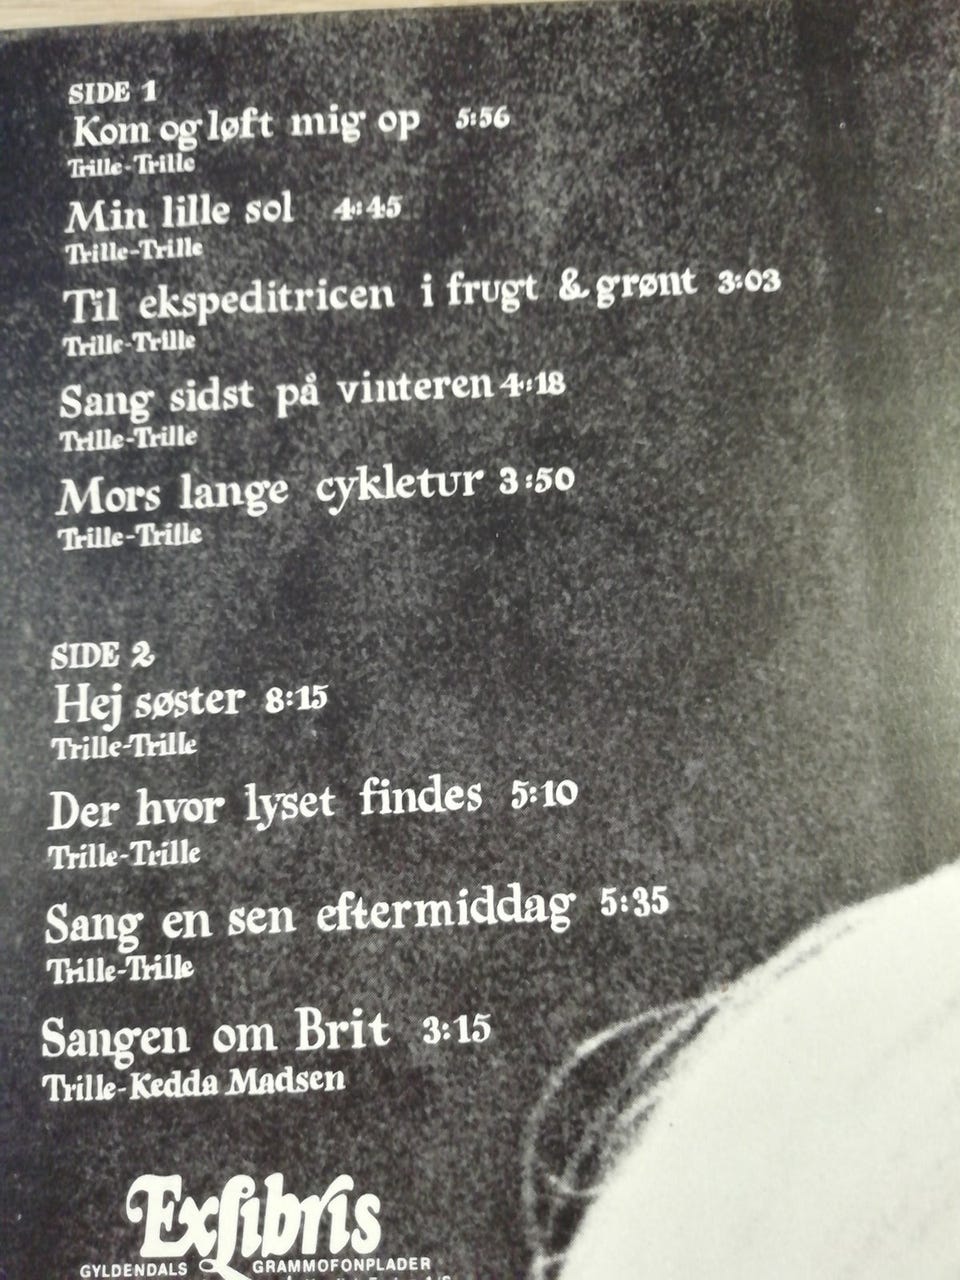 SIDE 1
Kom og løft mig op 5:56
Trille-Trille
Min lille sol 4:45
Trille-Trille
Til ekspeditricen i frugt & grønt 3:03
Trille-Trille
Sang sidst på vinteren 4:18
Trille-Trille
Mors lange cykletur 3:50
Trille-Trille
SIDE 2
Hej søster 8:15
Trille-Trille
Der hvor lyset findes 5:10
Trille-Trille
Sang en sen eftermiddag 5:35
Trille-Trille
Sangen om Brit 3:15
Trille-Kedda Madsen
Exlibris
GYLDENDALS GRAMMOFONPLADER